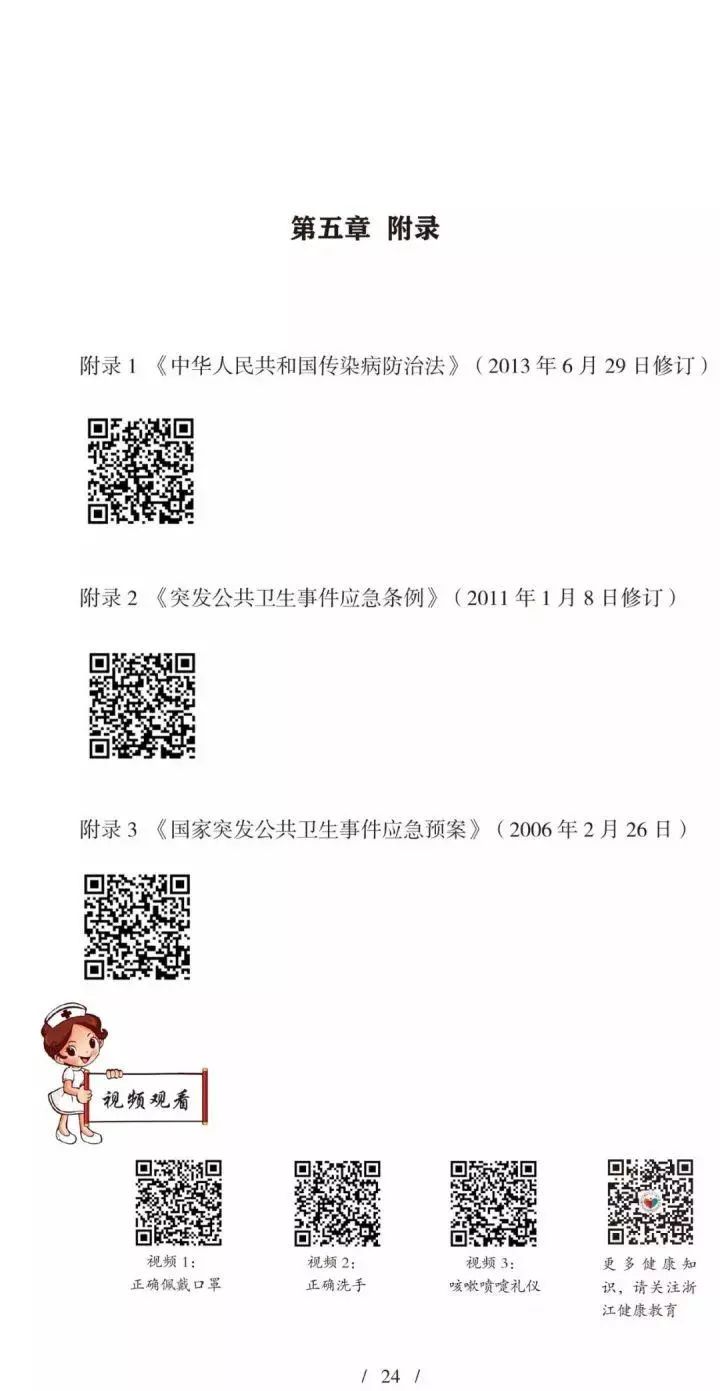 第五章 附录
附录 1 《中华人民共和国传染病防治法》（2013 年 6 月 29 日修订）
附录 2 《突发公共卫生事件应急条例》（2011 年 1 月 8 日修订）
附录 3 《国家突发公共卫生事件应急预案》（2006 年 2 月 26 日）
视频观看
视频 1：
正确佩戴口罩
视频 2：
正确洗手
视频 3：
咳嗽喷嚏礼仪
更多健康知
识，请关注浙
江健康教育
/ 24 /